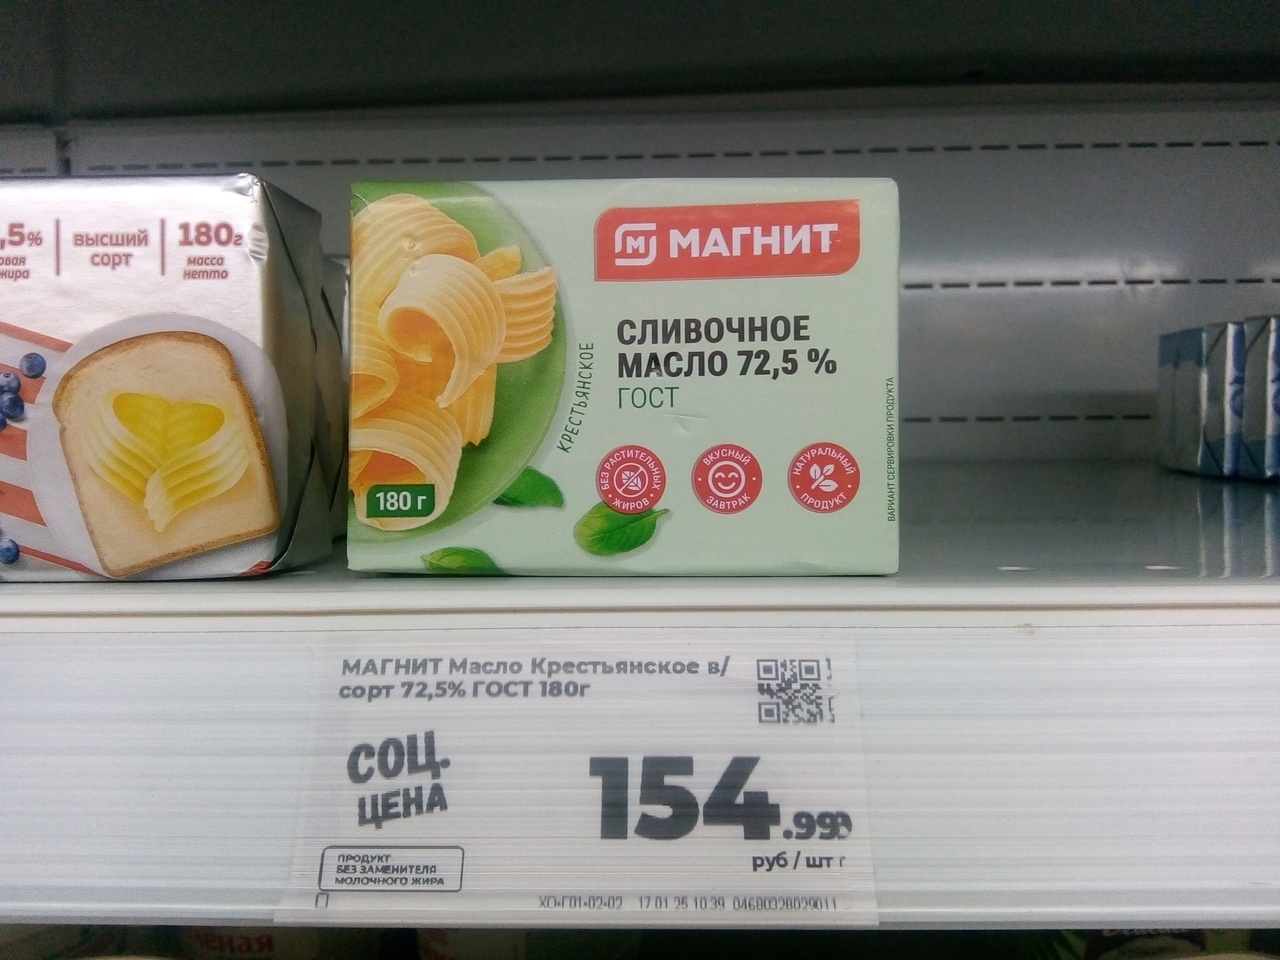 ,5%
высший
сорт
180г
масса
нетто
жира
МАГНИТ
СЛИВОЧНОЕ
МАСЛО 72,5 %
ГОСТ
КРЕСТЬЯНСКОЕ
180 г
БЕЗ РАСТИТЕЛЬНЫХ
ЖИРОВ
ВКУСНЫЙ
ЗАВТРАК
НАТУРАЛЬНЫЙ
ПРОДУКТ
ВАРИАНТ СЕРВИРОВКИ ПРОДУКТА
МАГНИТ Масло Крестьянское в/
сорт 72,5% ГОСТ 180г
СОЦ.
ЦЕНА
154.99
руб / шт
ПРОДУКТ
БЕЗ ЗАМЕНИТЕЛЯ
МОЛОЧНОГО ЖИРА
17.01.25 10:39